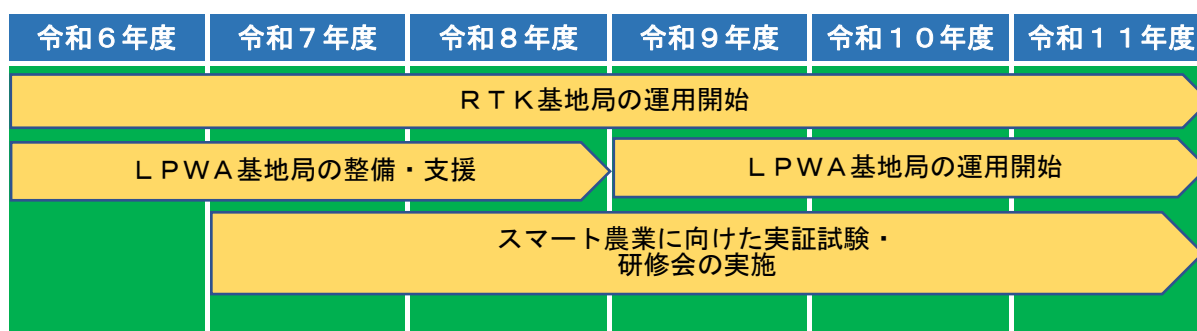 令和６年度 令和７年度 令和８年度 令和９年度 令和１０年度 令和１１年度
ＲＴＫ基地局の運用開始
ＬＰＷＡ基地局の整備・支援 ＬＰＷＡ基地局の運用開始
スマート農業に向けた実証試験・
研修会の実施